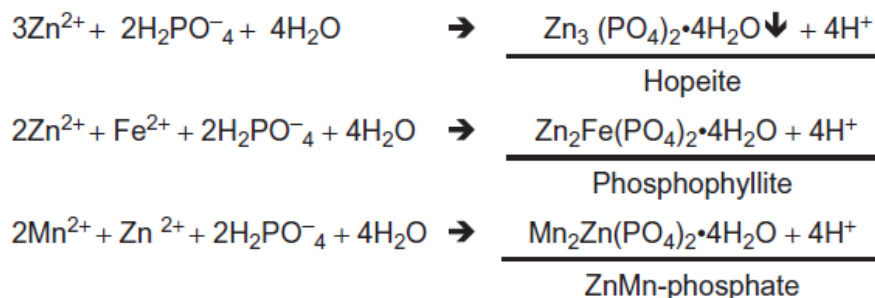 3Zn²⁺ + 2H₂PO⁻₄ + 4H₂O → Zn₃ (PO₄)₂•4H₂O↓ + 4H⁺
Hopeite
2Zn²⁺ + Fe²⁺ + 2H₂PO⁻₄ + 4H₂O → Zn₂Fe(PO₄)₂•4H₂O + 4H⁺
Phosphophyllite
2Mn²⁺ + Zn ²⁺ + 2H₂PO⁻₄ + 4H₂O → Mn₂Zn(PO₄)₂•4H₂O + 4H⁺
ZnMn-phosphate